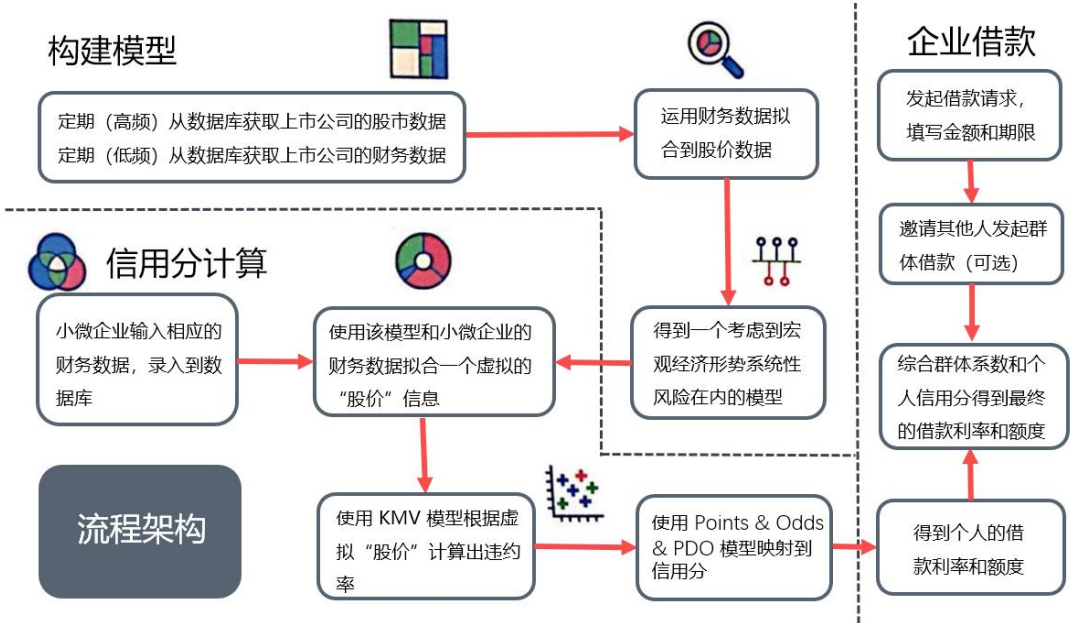 构建模型
定期（高频）从数据库获取上市公司的股市数据
定期（低频）从数据库获取上市公司的财务数据
运用财务数据拟
合到股价数据
得到一个考虑到宏
观经济形势系统性
风险在内的模型
信用分计算
小微企业输入相应的
财务数据，录入到数
据库
使用该模型和小微企业的
财务数据拟合一个虚拟的
“股价”信息
使用 KMV 模型根据虚
拟“股价”计算出违约
率
使用 Points & Odds
& PDO 模型映射到
信用分
流程架构
企业借款
发起借款请求，
填写金额和期限
邀请其他人发起群
体借款（可选）
综合群体系数和个
人信用分得到最终
的借款利率和额度
得到个人的借
款利率和额度